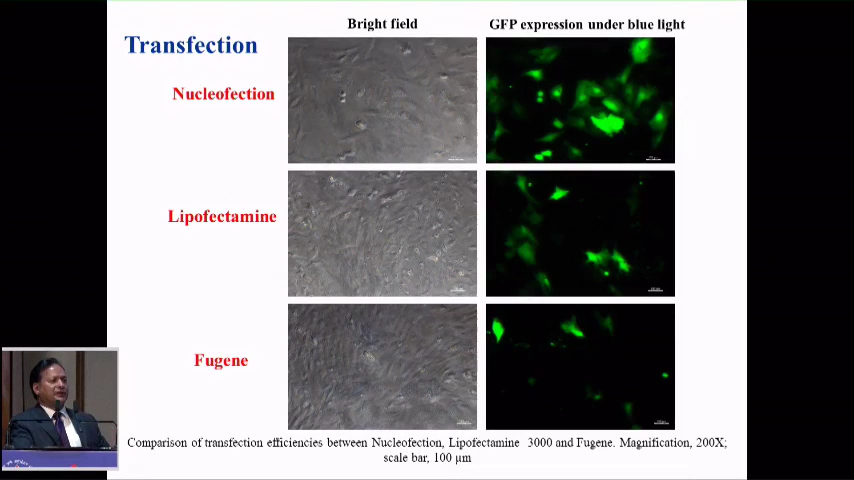 Bright field
GFP expression under blue light
Transfection
Nucleofection
Lipofectamine
Fugene
Comparison of transfection efficiencies between Nucleofection, Lipofectamine 3000 and Fugene. Magnification, 200X;
scale bar, 100 µm